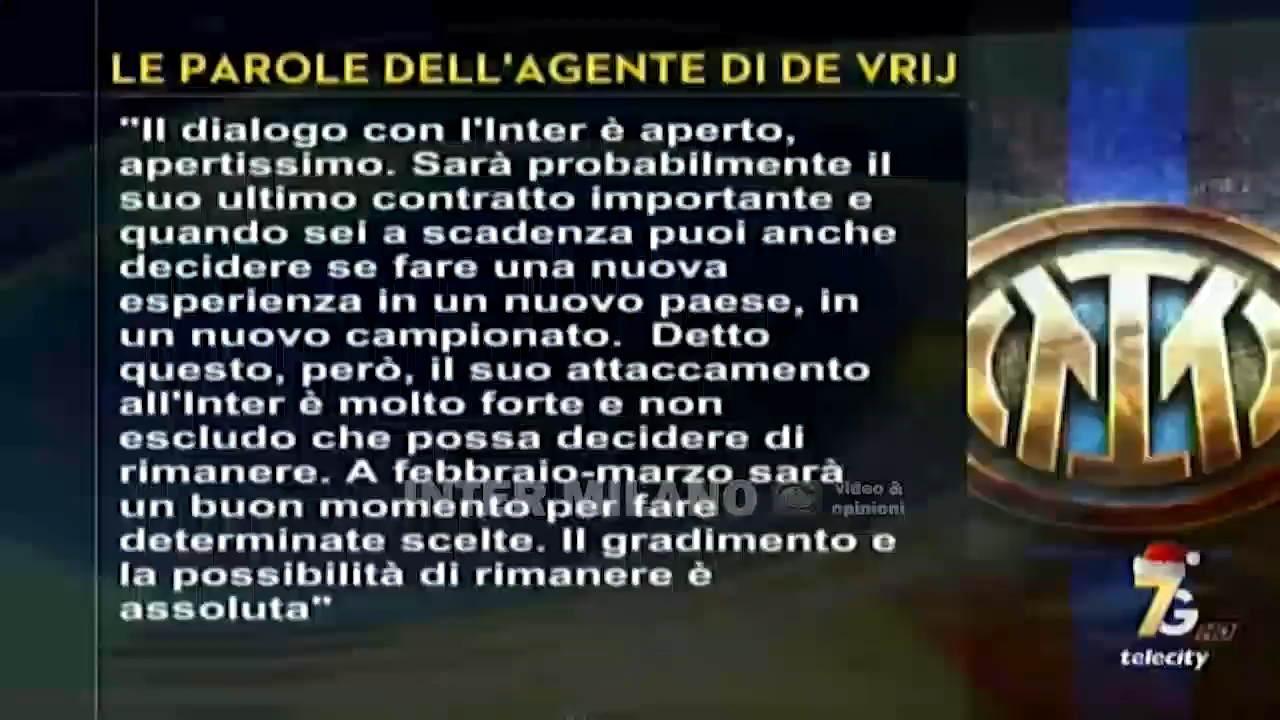 LE PAROLE DELL'AGENTE DI DE VRIJ
"Il dialogo con l'Inter è aperto,
apertissimo. Sarà probabilmente il
suo ultimo contratto importante e
quando sei a scadenza puoi anche
decidere se fare una nuova
esperienza in un nuovo paese, in
un nuovo campionato.  Detto
questo, però, il suo attaccamento
all'Inter è molto forte e non
escludo che possa decidere di
rimanere. A febbraio-marzo sarà
un buon momento per fare
determinate scelte. Il gradimento e
la possibilità di rimanere è
assoluta"
INTER MILANO
video &
opinioni
7G HD
telecity